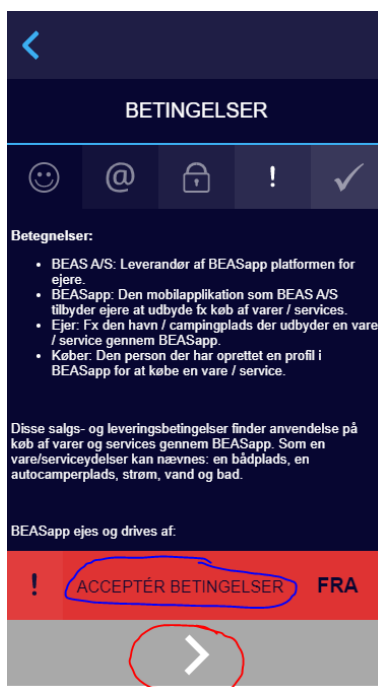 BETINGELSER
@
!
Betegnelser:
• BEAS A/S: Leverandør af BEASapp platformen for
ejere.
• BEASapp: Den mobilapplikation som BEAS A/S
tilbyder ejere at udbyde fx køb af varer / services.
• Ejer: Fx den havn / campingplads der udbyder en vare
/ service gennem BEASapp.
• Køber: Den person der har oprettet en profil i
BEASapp for at købe en vare / service.
Disse salgs- og leveringsbetingelser finder anvendelse på
køb af varer og services gennem BEASapp. Som en
vare/serviceydelser kan nævnes: en bådplads, en
autocamperplads, strøm, vand og bad.
BEASapp ejes og drives af:
! ACCEPTÉR BETINGELSER FRA